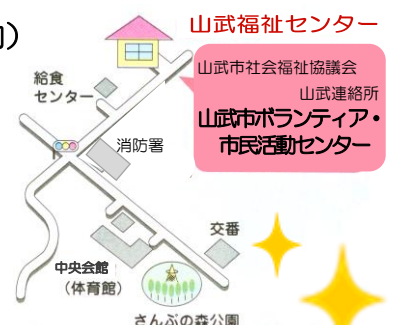 山武福祉センター
山武市社会福祉協議会
山武連絡所
山武市ボランティア・
市民活動センター
給食
センター
消防署
交番
中央会館
（体育館）
さんぶの森公園